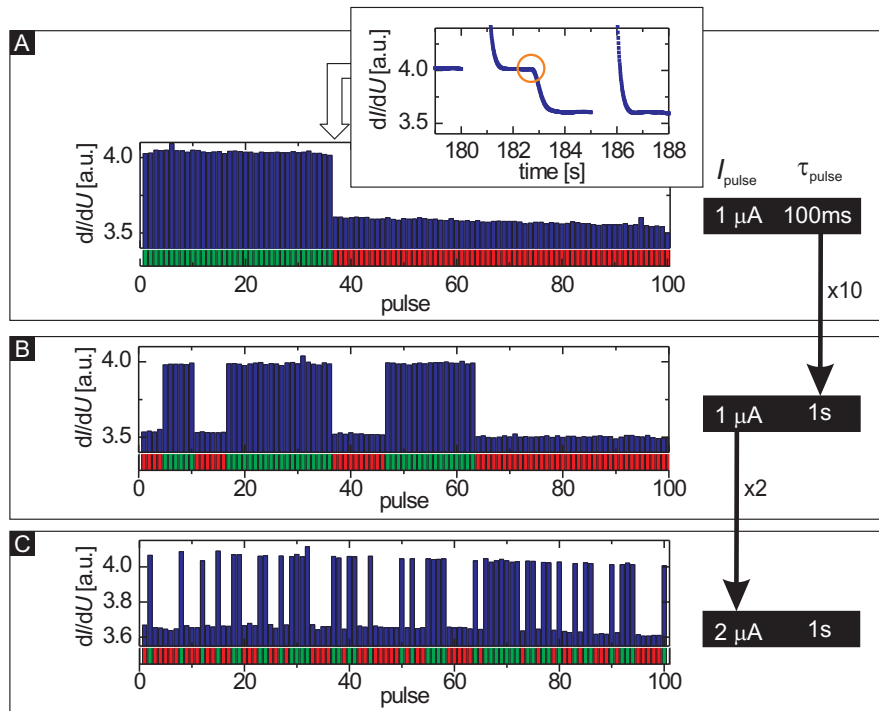 A
dI/dU [a.u.]
4.0
3.5
180 182 184 186 188
time [s]
dI/dU [a.u.]
4.0
3.5
0 20 40 60 80 100
pulse
I pulse τ pulse
1 µA 100ms
x10
B
dI/dU [a.u.]
4.0
3.5
0 20 40 60 80 100
pulse
1 µA 1s
x2
C
dI/dU [a.u.]
4.0
3.8
3.6
0 20 40 60 80 100
pulse
2 µA 1s